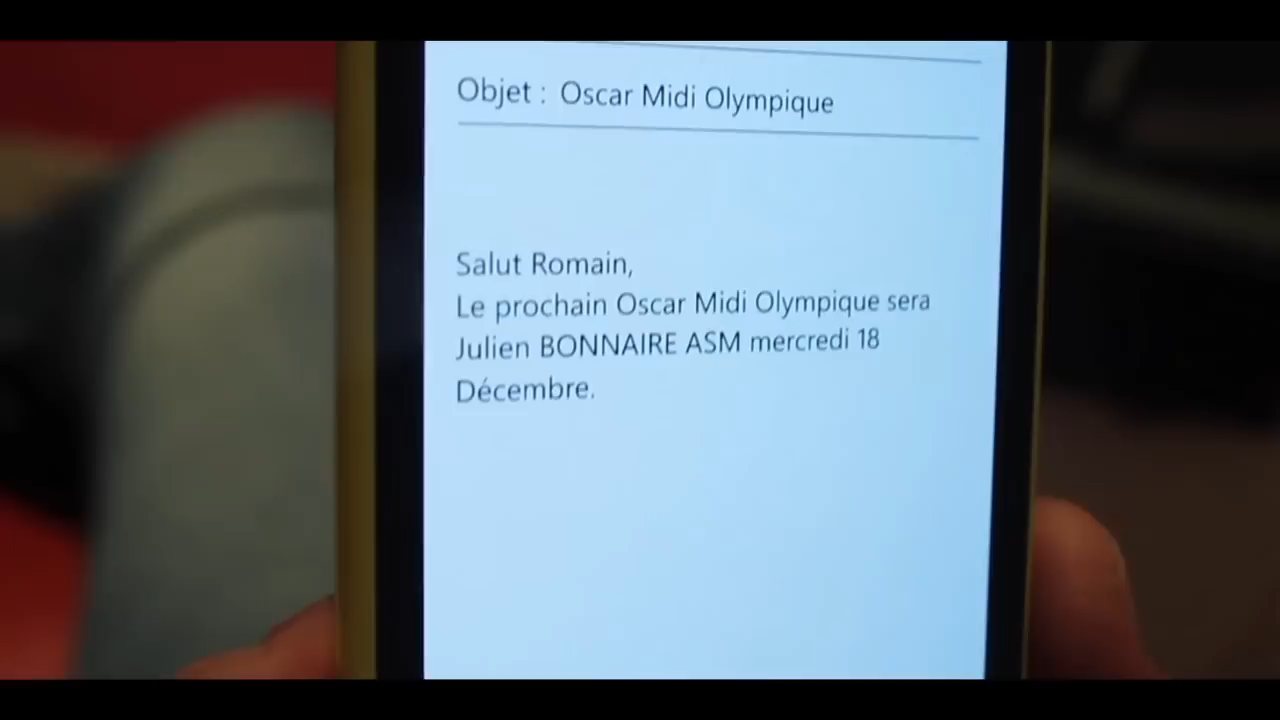 Objet : Oscar Midi Olympique
Salut Romain,
Le prochain Oscar Midi Olympique sera
Julien BONNAIRE ASM mercredi 18
Décembre.